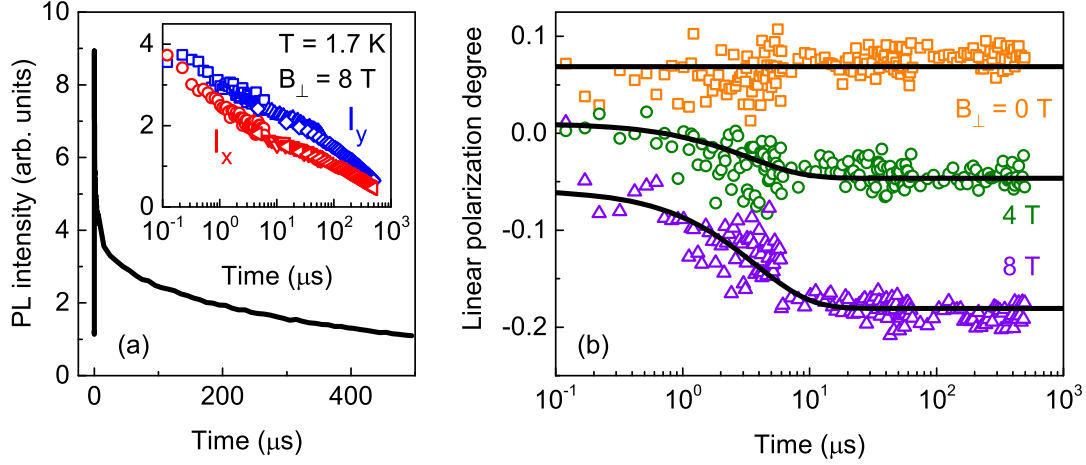 PL intensity (arb. units)
10
8
6
4
2
0
0
200
400
Time (μs)
(a)
4
2
0
10⁻¹
10⁰
10¹
10²
10³
Time (μs)
T = 1.7 K
B⊥ = 8 T
I_y
I_x
Linear polarization degree
0.1
0.0
-0.1
-0.2
10⁻¹
10⁰
10¹
10²
10³
Time (μs)
(b)
B⊥ = 0 T
4 T
8 T